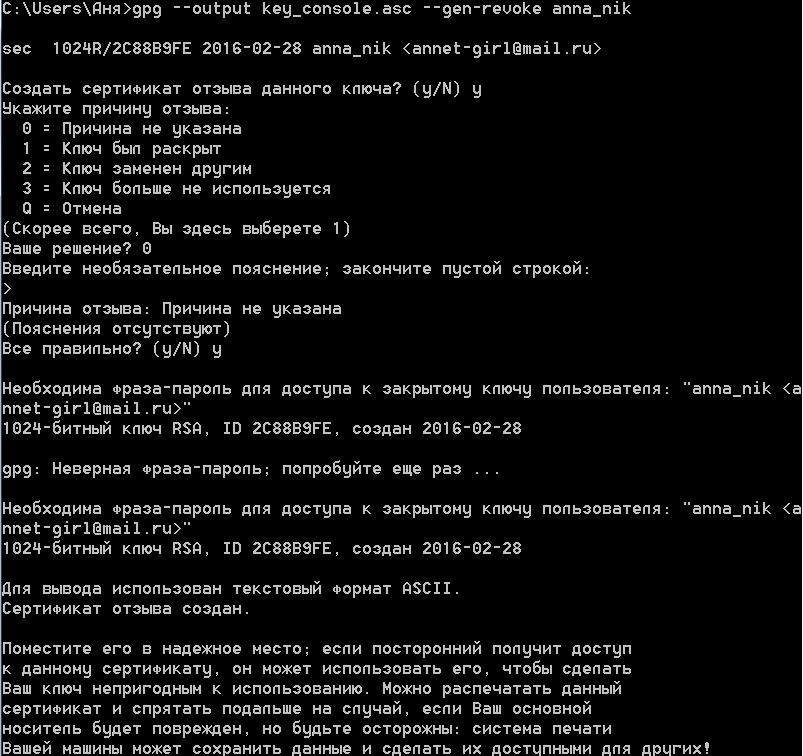 C:\Users\Аня>gpg --output key_console.asc --gen-revoke anna_nik
sec  1024R/2C88B9FE 2016-02-28 anna_nik <annet-girl@mail.ru>
Создать сертификат отзыва данного ключа? (y/N) y
Укажите причину отзыва:
  0 = Причина не указана
  1 = Ключ был раскрыт
  2 = Ключ заменен другим
  3 = Ключ больше не используется
  Q = Отмена
(Скорее всего, Вы здесь выберете 1)
Ваше решение? 0
Введите необязательное пояснение; закончите пустой строкой:
>
Причина отзыва: Причина не указана
(Пояснения отсутствуют)
Все правильно? (y/N) y
Необходима фраза-пароль для доступа к закрытому ключу пользователя: "anna_nik <a
nnet-girl@mail.ru>"
1024-битный ключ RSA, ID 2C88B9FE, создан 2016-02-28
gpg: Неверная фраза-пароль; попробуйте еще раз ...
Необходима фраза-пароль для доступа к закрытому ключу пользователя: "anna_nik <a
nnet-girl@mail.ru>"
1024-битный ключ RSA, ID 2C88B9FE, создан 2016-02-28
Для вывода использован текстовый формат ASCII.
Сертификат отзыва создан.
Поместите его в надежное место; если посторонний получит доступ
к данному сертификату, он может использовать его, чтобы сделать
Ваш ключ непригодным к использованию. Можно распечатать данный
сертификат и спрятать подальше на случай, если Ваш основной
носитель будет поврежден, но будьте осторожны: система печати
Вашей машины может сохранить данные и сделать их доступными для других!